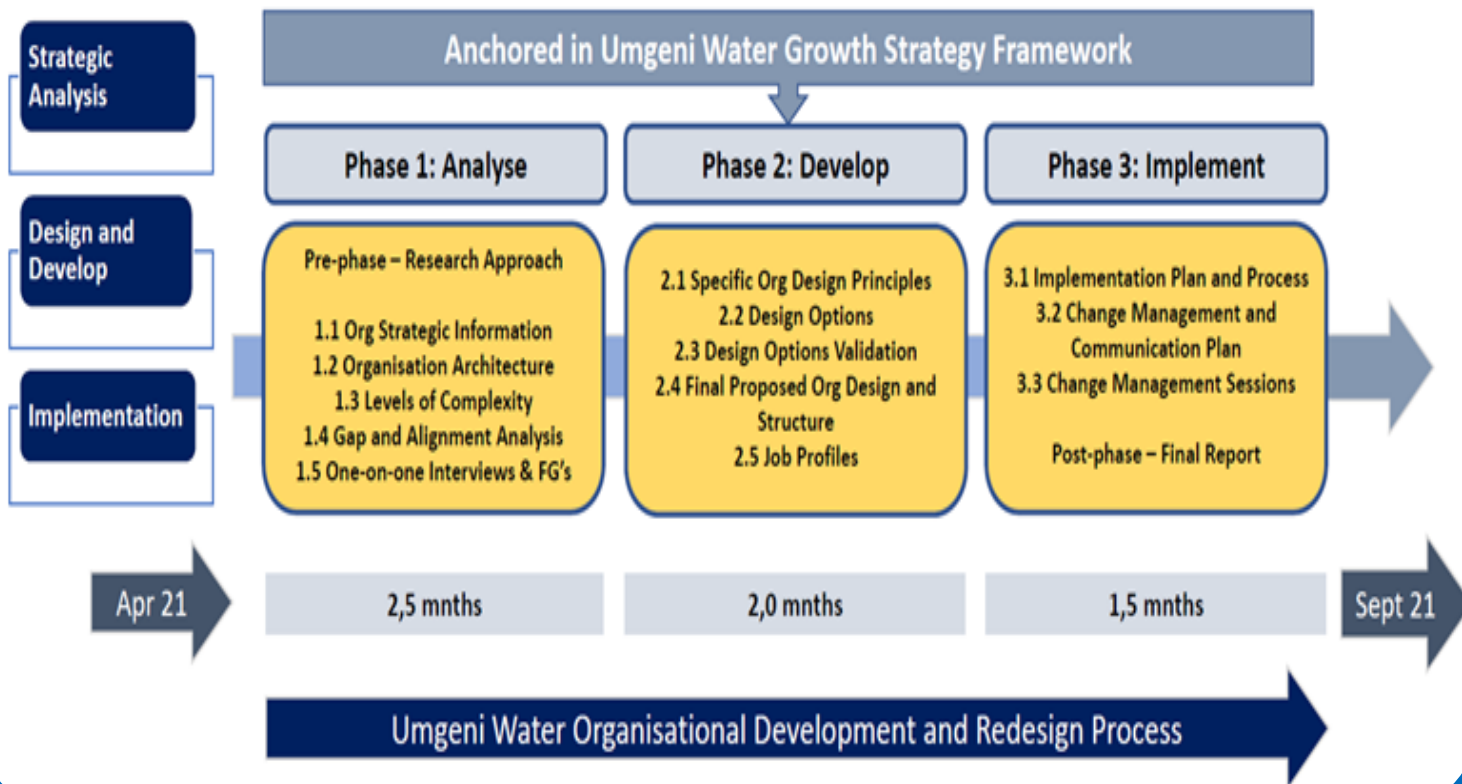 Strategic
Analysis
Design and
Develop
Implementation
Anchored in Umgeni Water Growth Strategy Framework
Phase 1: Analyse
Pre-phase – Research Approach
1.1 Org Strategic Information
1.2 Organisation Architecture
1.3 Levels of Complexity
1.4 Gap and Alignment Analysis
1.5 One-on-one Interviews & FG's
Phase 2: Develop
2.1 Specific Org Design Principles
2.2 Design Options
2.3 Design Options Validation
2.4 Final Proposed Org Design and
Structure
2.5 Job Profiles
Phase 3: Implement
3.1 Implementation Plan and Process
3.2 Change Management and
Communication Plan
3.3 Change Management Sessions
Post-phase – Final Report
Apr 21
2,5 mnths
2,0 mnths
1,5 mnths
Sept 21
Umgeni Water Organisational Development and Redesign Process